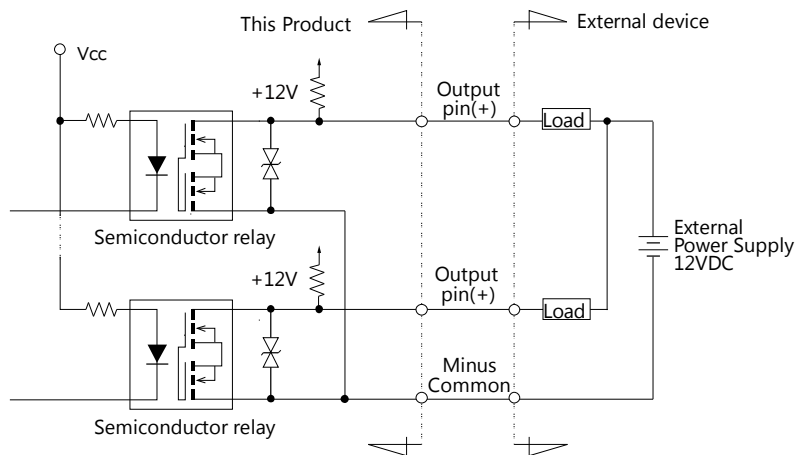 This Product
External device
Vcc
+12V
Output
pin(+)
Load
Semiconductor relay
External
Power Supply
12VDC
+12V
Output
pin(+)
Load
Minus
Common
Semiconductor relay